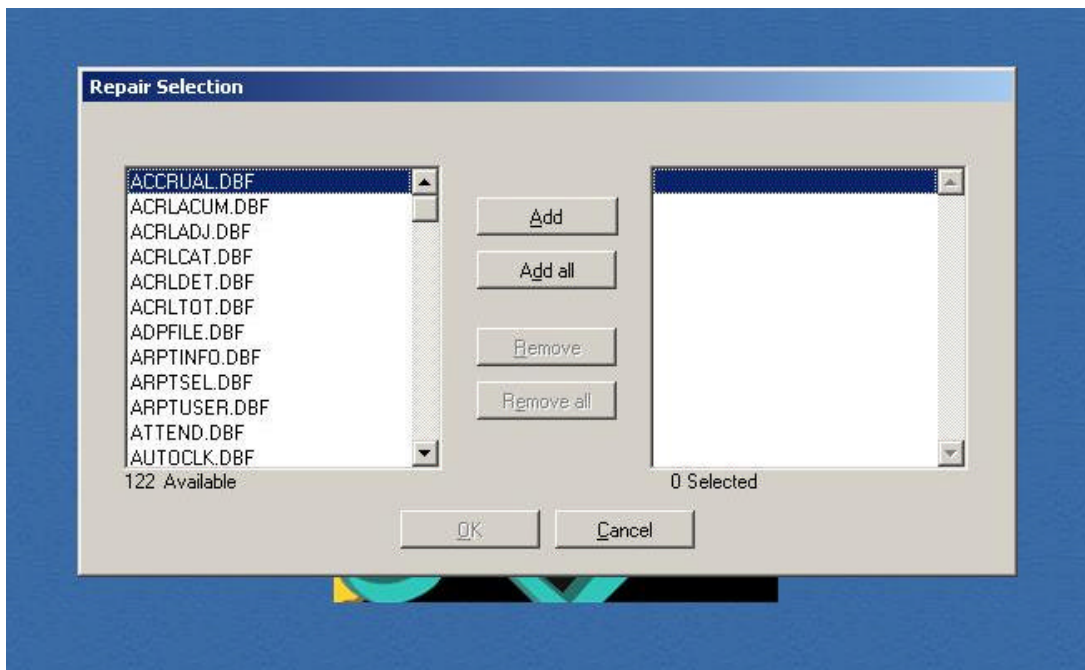 Repair Selection
ACCRUAL.DBF
ACRLACUM.DBF
ACRLADJ.DBF
ACRLCAT.DBF
ACRLDET.DBF
ACRLTOT.DBF
ADPFILE.DBF
ARPTINFO.DBF
ARPTSEL.DBF
ARPTUSER.DBF
ATTEND.DBF
AUTOCLK.DBF
122 Available
Add
Add all
Remove
Remove all
0 Selected
OK
Cancel